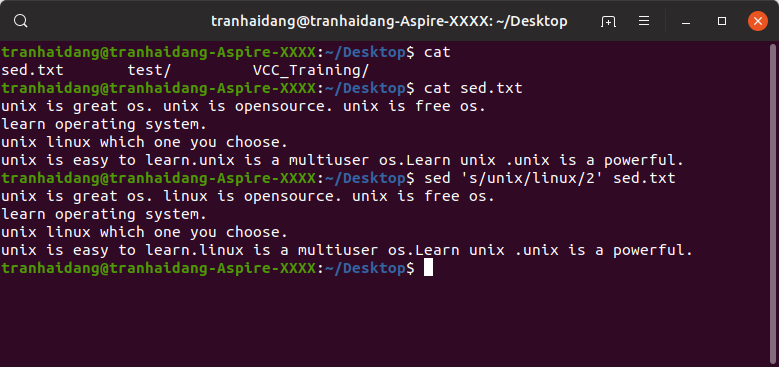 tranhaidang@tranhaidang-Aspire-XXXX: ~/Desktop
tranhaidang@tranhaidang-Aspire-XXXX:~/Desktop$ cat
sed.txt test/ VCC_Training/
tranhaidang@tranhaidang-Aspire-XXXX:~/Desktop$ cat sed.txt
unix is great os. unix is opensource. unix is free os.
learn operating system.
unix linux which one you choose.
unix is easy to learn.unix is a multiuser os.Learn unix .unix is a powerful.
tranhaidang@tranhaidang-Aspire-XXXX:~/Desktop$ sed 's/unix/linux/2' sed.txt
unix is great os. linux is opensource. unix is free os.
learn operating system.
unix linux which one you choose.
unix is easy to learn.linux is a multiuser os.Learn unix .unix is a powerful.
tranhaidang@tranhaidang-Aspire-XXXX:~/Desktop$